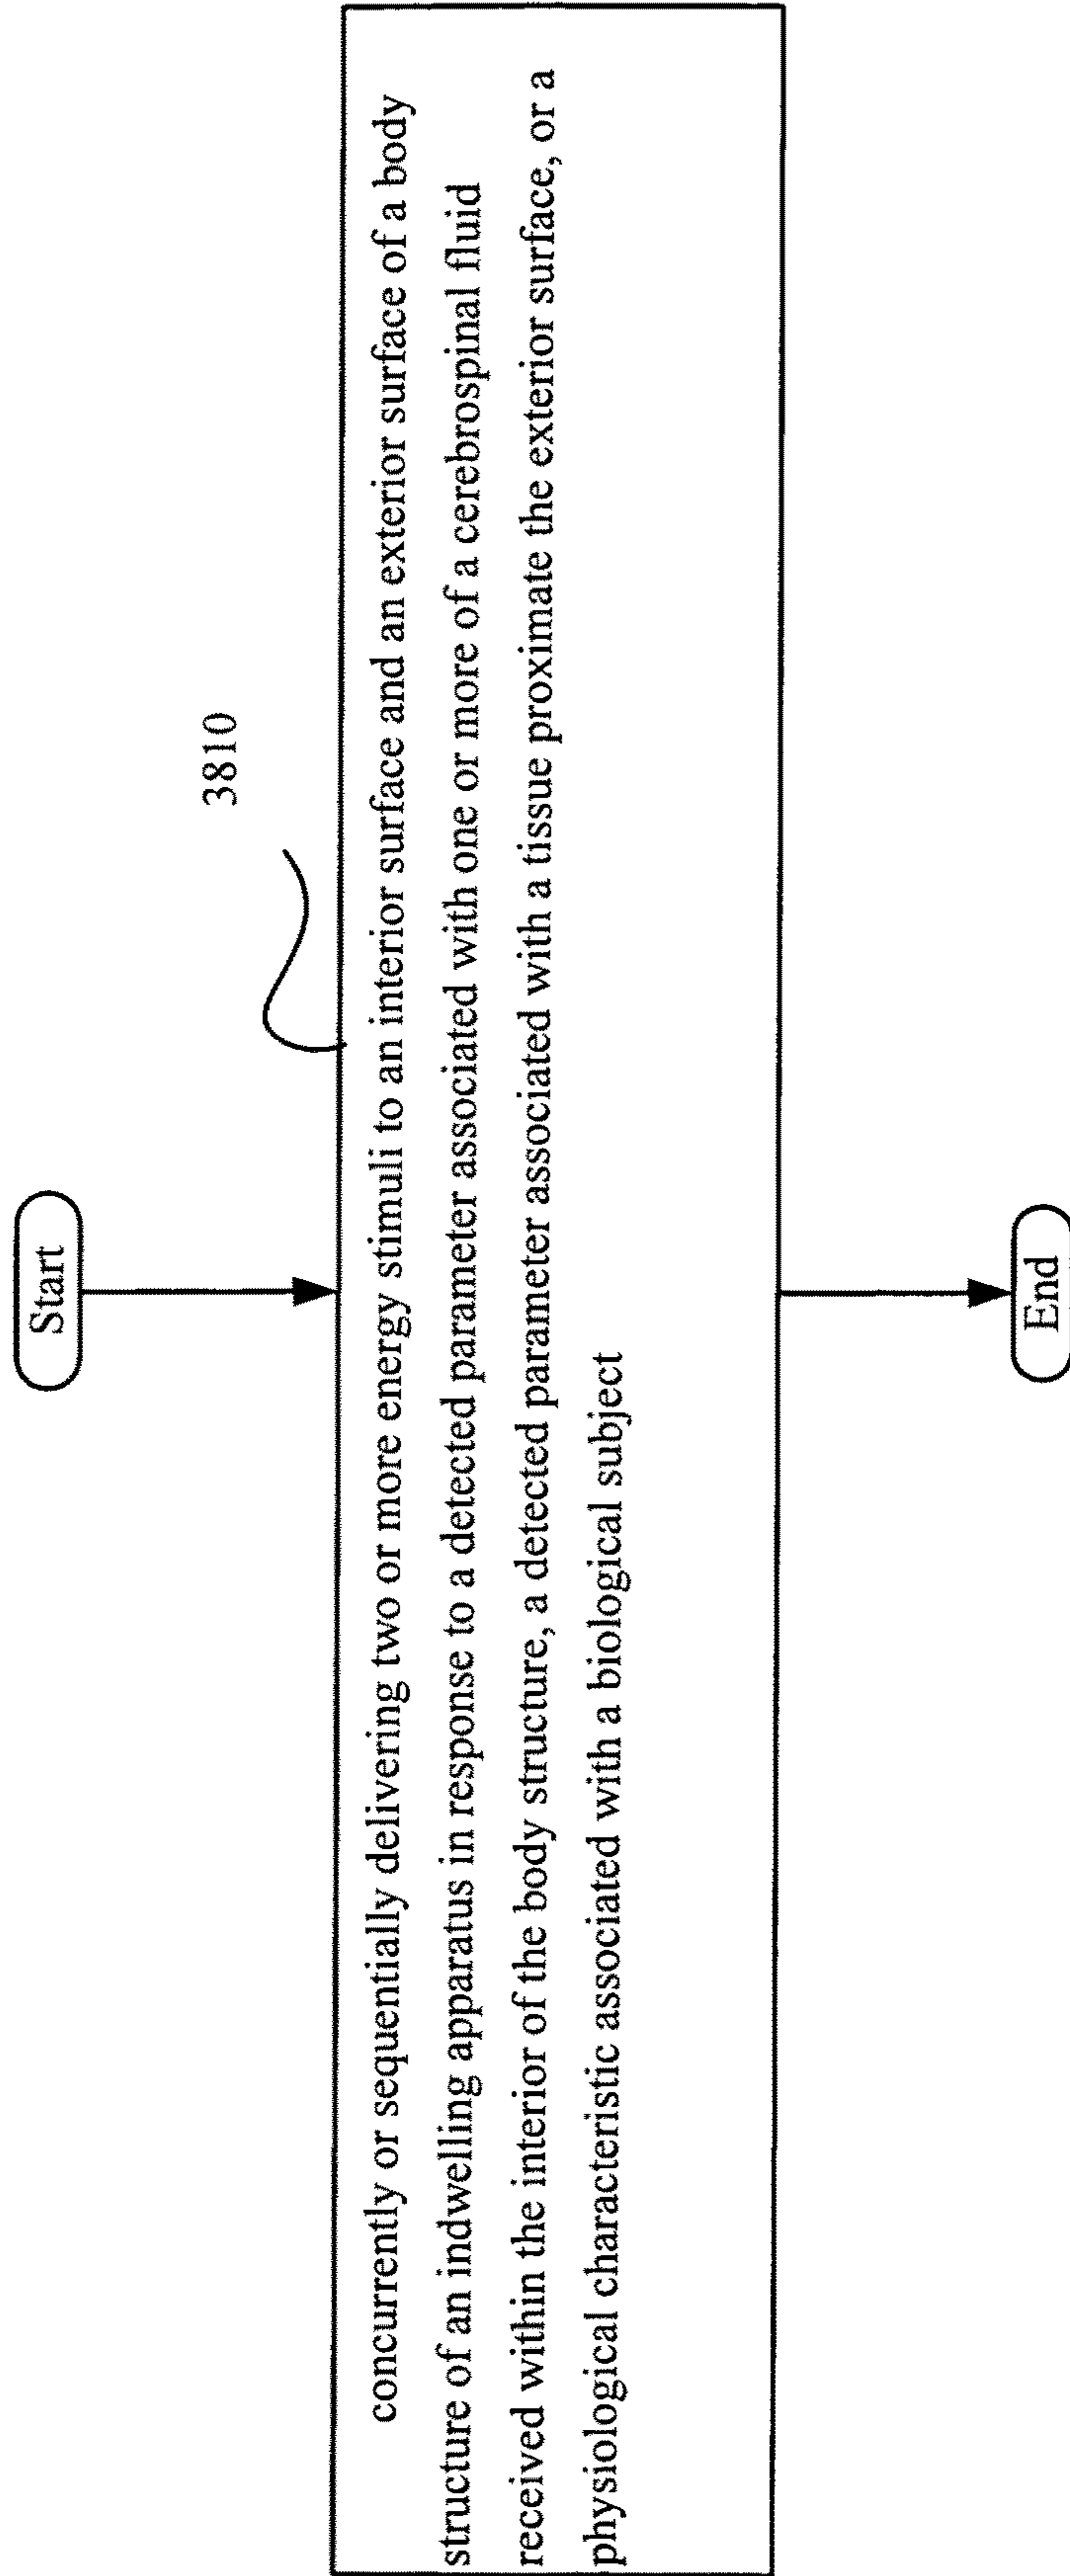 Start
3810
concurrently or sequentially delivering two or more energy stimuli to an interior surface and an exterior surface of a body
structure of an indwelling apparatus in response to a detected parameter associated with one or more of a cerebrospinal fluid
received within the interior of the body structure, a detected parameter associated with a tissue proximate the exterior surface, or a
physiological characteristic associated with a biological subject
End